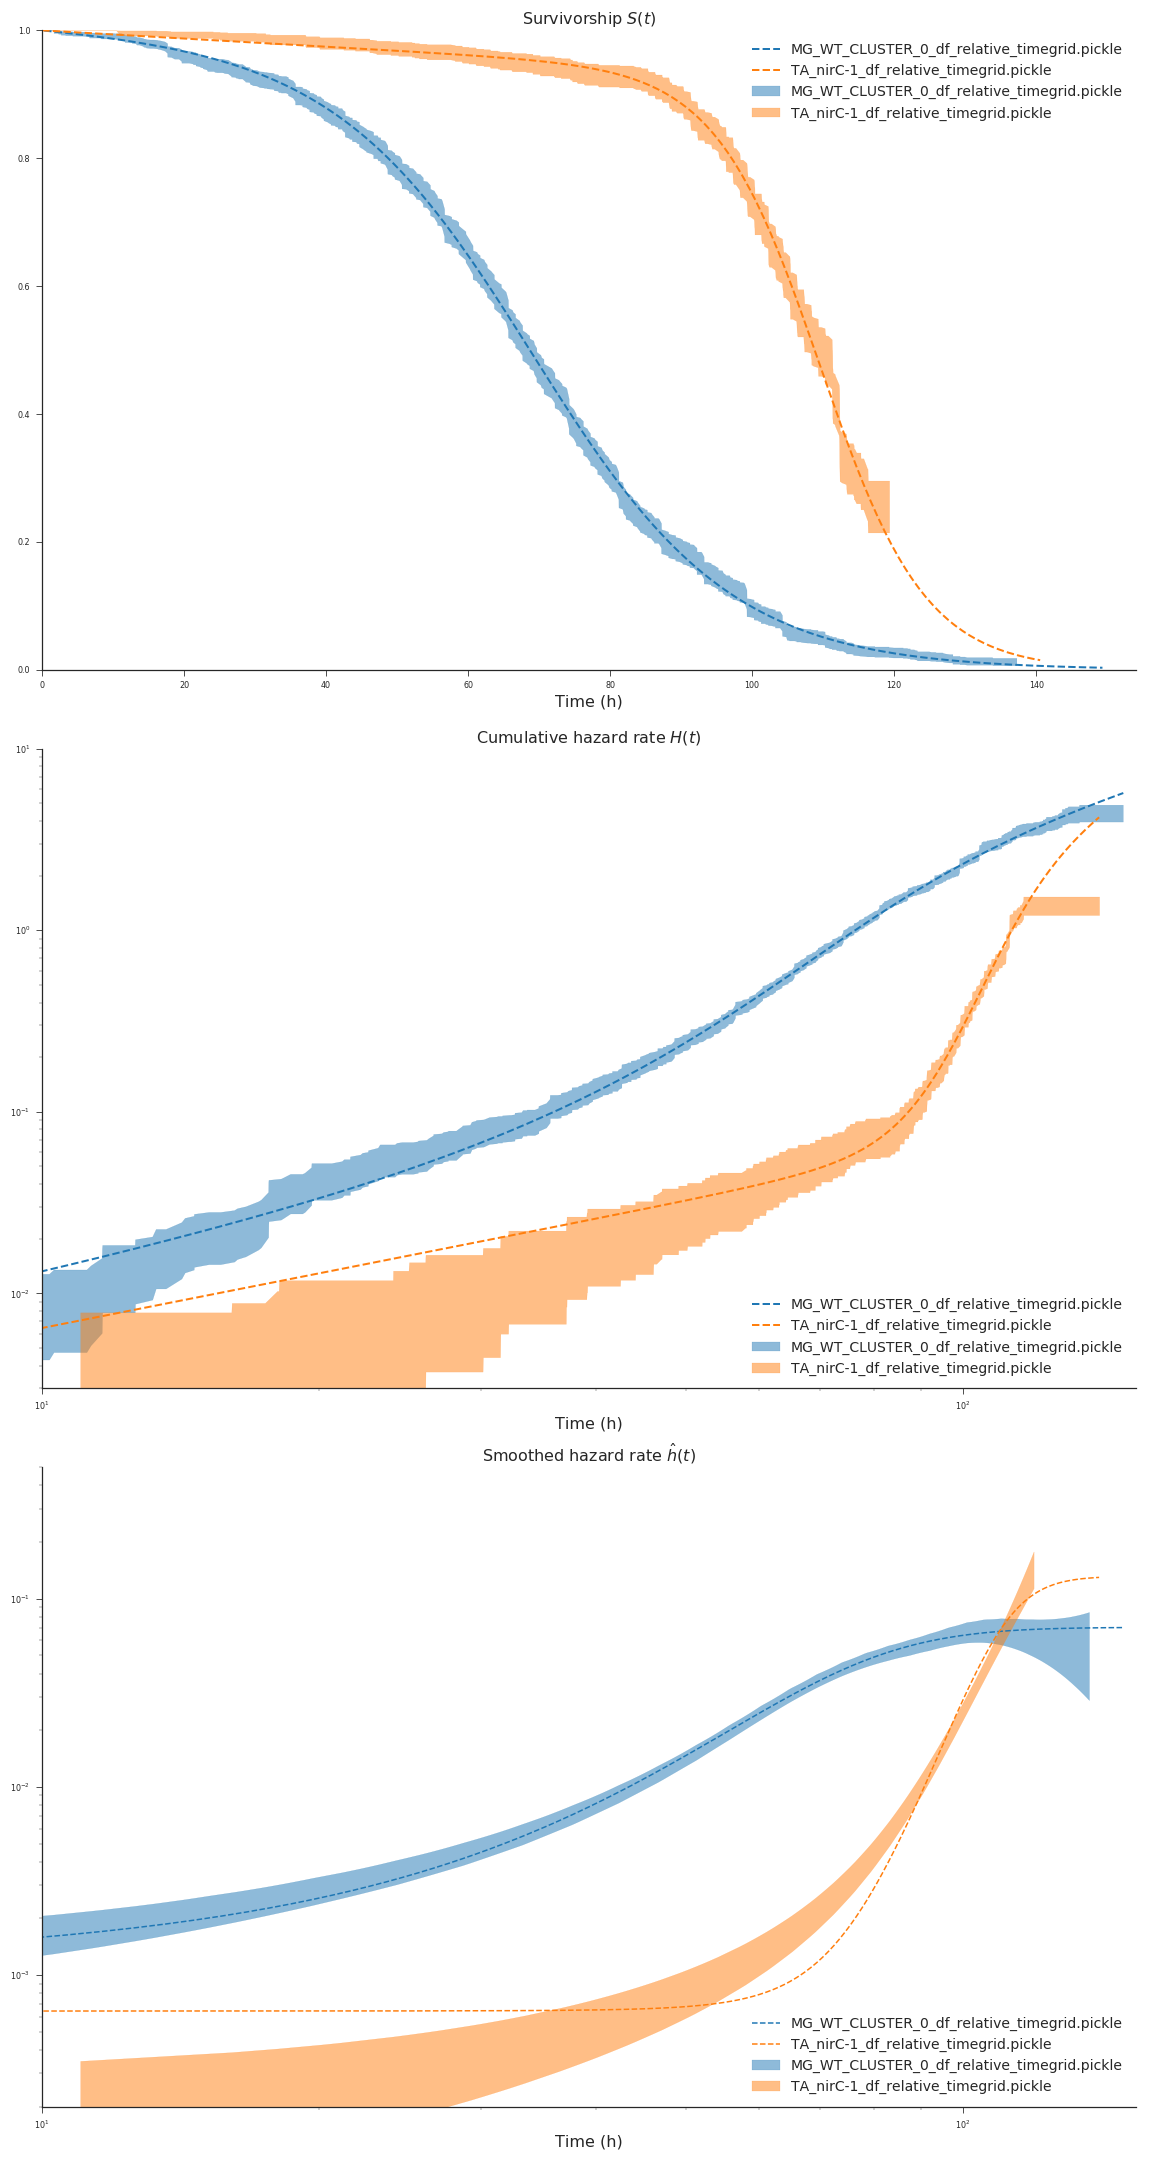 Survivorship S(t)
1.0
0.8
0.6
0.4
0.2
0.0
MG_WT_CLUSTER_0_df_relative_timegrid.pickle
TA_nirC-1_df_relative_timegrid.pickle
MG_WT_CLUSTER_0_df_relative_timegrid.pickle
TA_nirC-1_df_relative_timegrid.pickle
0 20 40 60 80 100 120 140
Time (h)
Cumulative hazard rate H(t)
10¹
10⁰
10⁻¹
10⁻²
MG_WT_CLUSTER_0_df_relative_timegrid.pickle
TA_nirC-1_df_relative_timegrid.pickle
MG_WT_CLUSTER_0_df_relative_timegrid.pickle
TA_nirC-1_df_relative_timegrid.pickle
10¹ 10²
Time (h)
Smoothed hazard rate ĥ(t)
10⁻¹
10⁻²
10⁻³
MG_WT_CLUSTER_0_df_relative_timegrid.pickle
TA_nirC-1_df_relative_timegrid.pickle
MG_WT_CLUSTER_0_df_relative_timegrid.pickle
TA_nirC-1_df_relative_timegrid.pickle
10¹ 10²
Time (h)